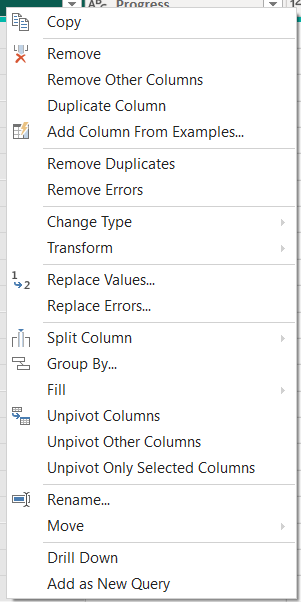 Progress
Copy
Remove
Remove Other Columns
Duplicate Column
Add Column From Examples...
Remove Duplicates
Remove Errors
Change Type
Transform
1
2
Replace Values...
Replace Errors...
Split Column
Group By...
Fill
Unpivot Columns
Unpivot Other Columns
Unpivot Only Selected Columns
Rename...
Move
Drill Down
Add as New Query